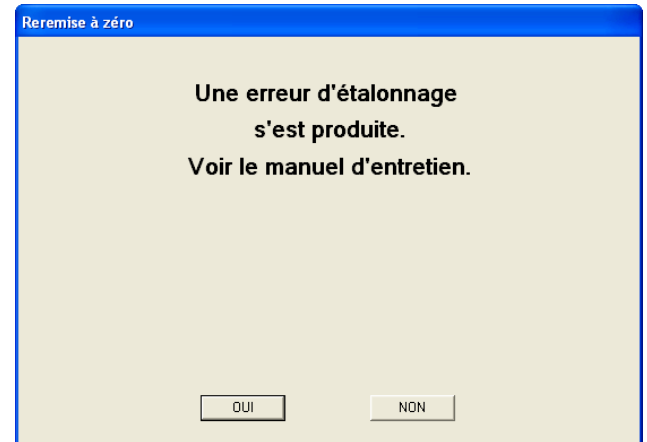 Reremise à zéro
Une erreur d'étalonnage
s'est produite.
Voir le manuel d'entretien.
OUI
NON